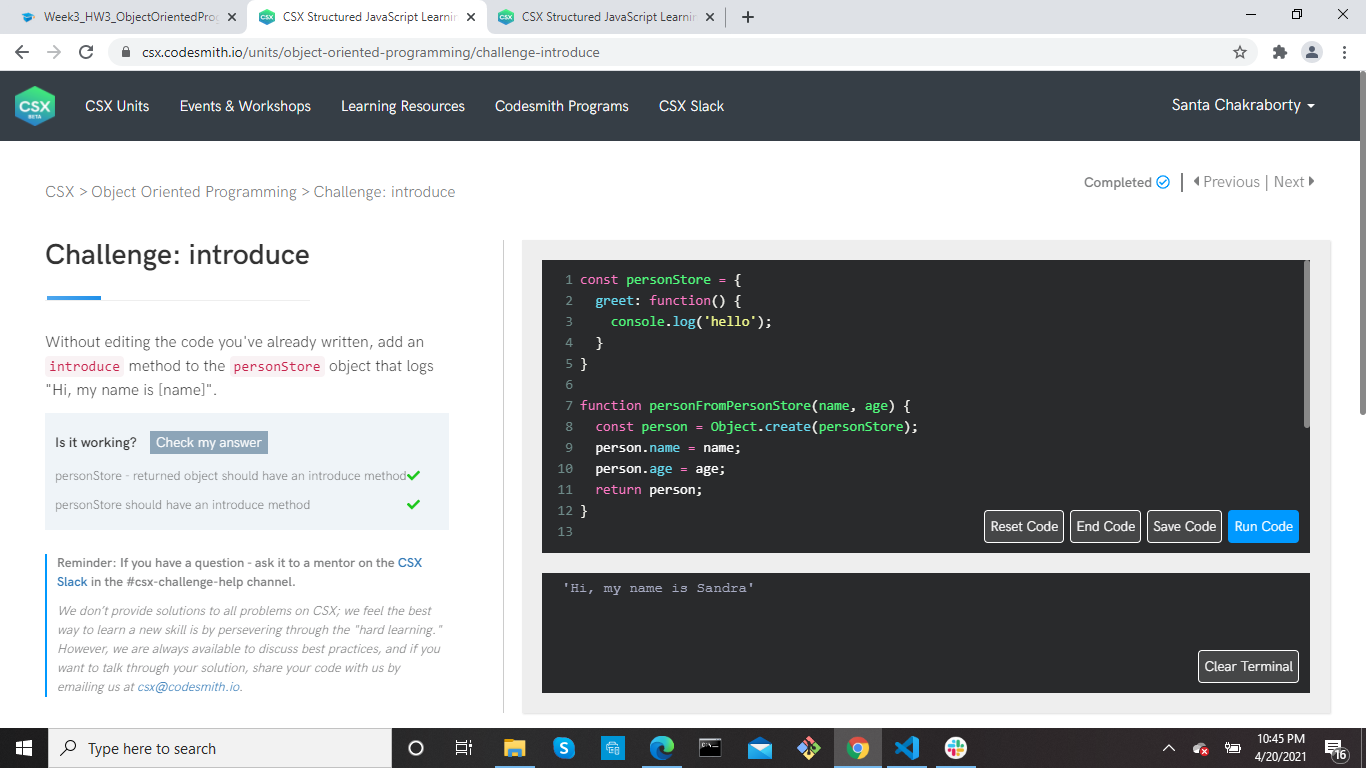 Week3_HW3_ObjectOrientedProg
CSX Structured JavaScript Learnin
CSX Structured JavaScript Learnin
csx.codesmith.io/units/object-oriented-programming/challenge-introduce
CSX
BETA
CSX Units
Events & Workshops
Learning Resources
Codesmith Programs
CSX Slack
Santa Chakraborty
CSX > Object Oriented Programming > Challenge: introduce
Completed
Previous | Next
Challenge: introduce
Without editing the code you've already written, add an
introduce method to the personStore object that logs
"Hi, my name is [name]".
Is it working? Check my answer
personStore - returned object should have an introduce method
personStore should have an introduce method
Reminder: If you have a question - ask it to a mentor on the CSX
Slack in the #csx-challenge-help channel.
We don't provide solutions to all problems on CSX; we feel the best
way to learn a new skill is by persevering through the "hard learning."
However, we are always available to discuss best practices, and if you
want to talk through your solution, share your code with us by
emailing us at csx@codesmith.io.
1 const personStore = {
2 greet: function() {
3 console.log('hello');
4 }
5 }
6
7 function personFromPersonStore(name, age) {
8 const person = Object.create(personStore);
9 person.name = name;
10 person.age = age;
11 return person;
12 }
13
Reset Code
End Code
Save Code
Run Code
'Hi, my name is Sandra'
Clear Terminal
Type here to search
10:45 PM
4/20/2021
16